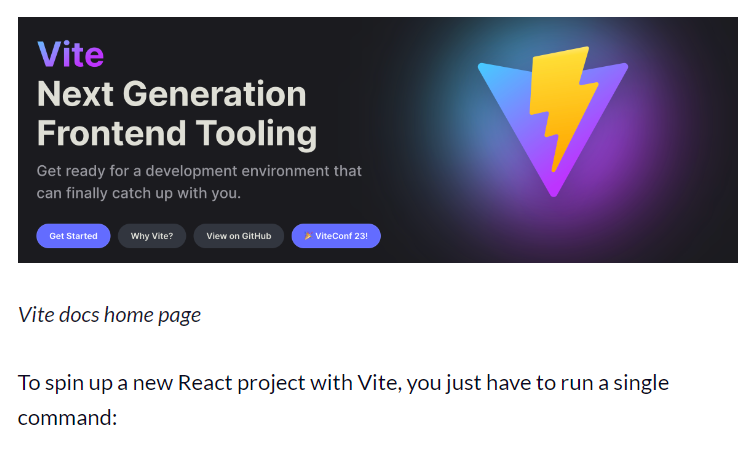 Vite
Next Generation
Frontend Tooling
Get ready for a development environment that
can finally catch up with you.
Get Started
Why Vite?
View on GitHub
🎉 ViteConf 23!
Vite docs home page
To spin up a new React project with Vite, you just have to run a single
command: